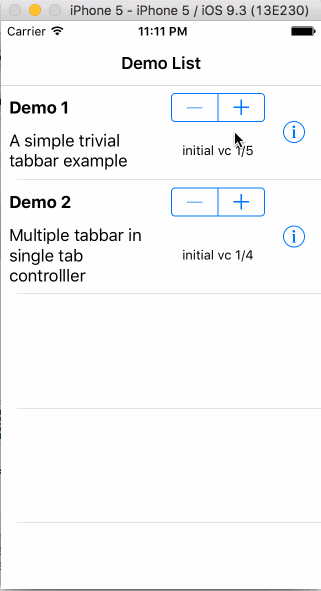 iPhone 5 - iPhone 5 / iOS 9.3 (13E230)
Carrier 11:11 PM
Demo List
Demo 1
A simple trivial
tabbar example
initial vc 1/5
Demo 2
Multiple tabbar in
single tab
controlller
initial vc 1/4